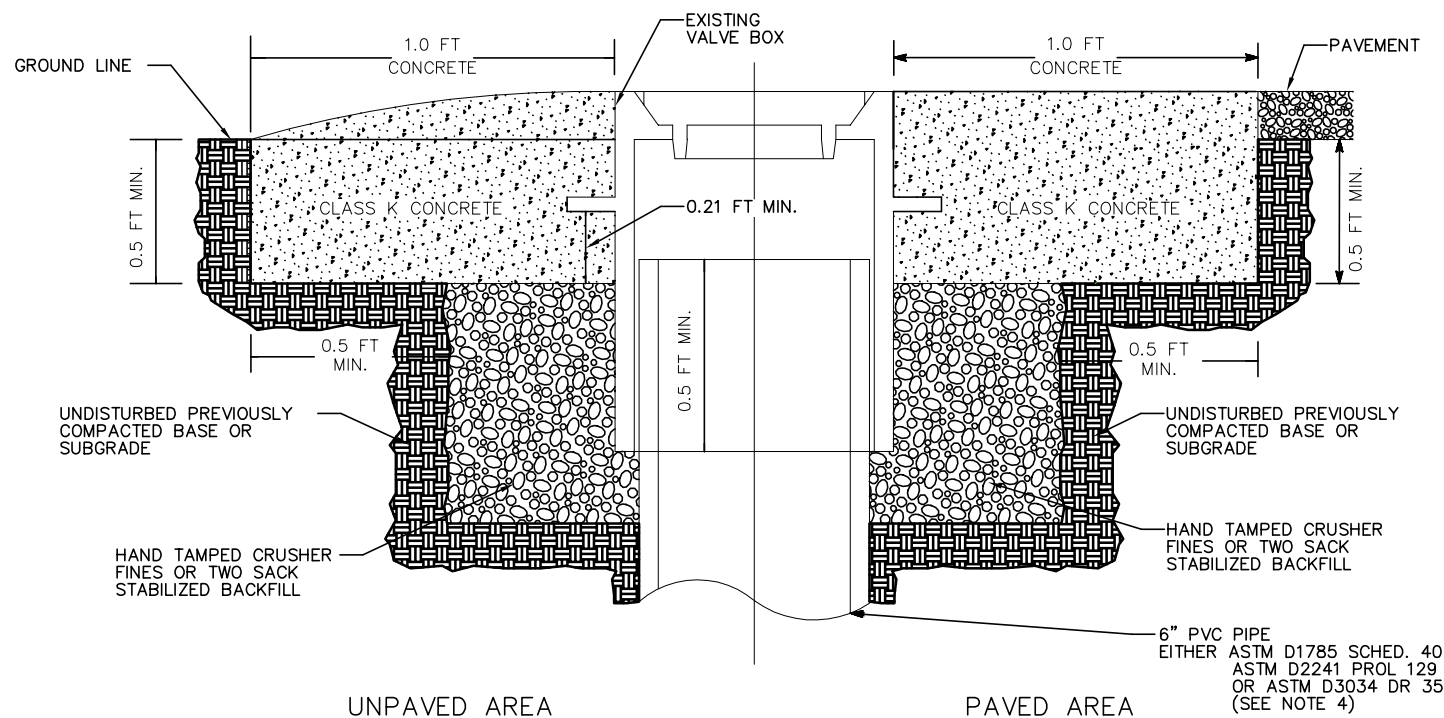 EXISTING
VALVE BOX
1.0 FT
CONCRETE
1.0 FT
CONCRETE
PAVEMENT
GROUND LINE
0.5 FT MIN.
CLASS K CONCRETE
0.21 FT MIN.
CLASS K CONCRETE
0.5 FT MIN.
0.5 FT MIN.
0.5 FT
MIN.
0.5 FT
MIN.
UNDISTURBED PREVIOUSLY
COMPACTED BASE OR
SUBGRADE
UNDISTURBED PREVIOUSLY
COMPACTED BASE OR
SUBGRADE
HAND TAMPED CRUSHER
FINES OR TWO SACK
STABILIZED BACKFILL
HAND TAMPED CRUSHER
FINES OR TWO SACK
STABILIZED BACKFILL
6" PVC PIPE
EITHER ASTM D1785 SCHED. 40
ASTM D2241 PROL 129
OR ASTM D3034 DR 35
(SEE NOTE 4)
UNPAVED AREA
PAVED AREA